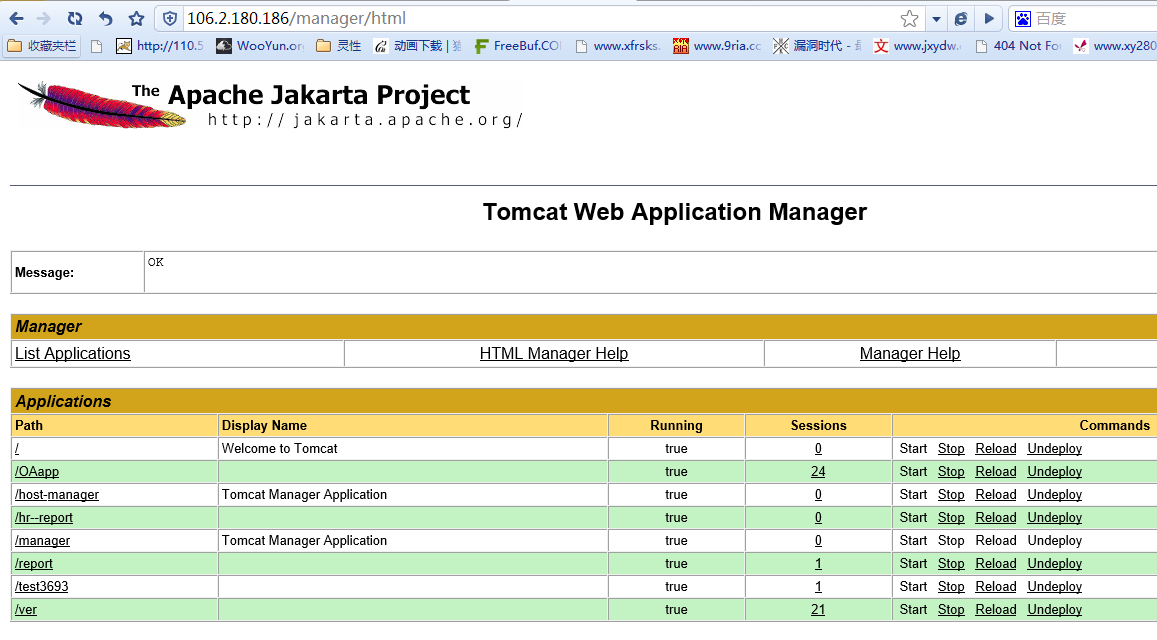 106.2.180.186/manager/html 百度
收藏夹栏 http://110.5 WooYun.or 灵性 动画下载 | FreeBuf.CO www.xfrsks. www.9ria.cc 漏洞时代 - www.jxydw. 404 Not Fo www.xy280
The Apache Jakarta Project
http://jakarta.apache.org/
Tomcat Web Application Manager
Message: OK
Manager
List Applications HTML Manager Help Manager Help
Applications
Path Display Name Running Sessions Commands
/ Welcome to Tomcat true 0 Start Stop Reload Undeploy
/OAapp true 24 Start Stop Reload Undeploy
/host-manager Tomcat Manager Application true 0 Start Stop Reload Undeploy
/hr--report true 0 Start Stop Reload Undeploy
/manager Tomcat Manager Application true 0 Start Stop Reload Undeploy
/report true 1 Start Stop Reload Undeploy
/test3693 true 1 Start Stop Reload Undeploy
/ver true 21 Start Stop Reload Undeploy